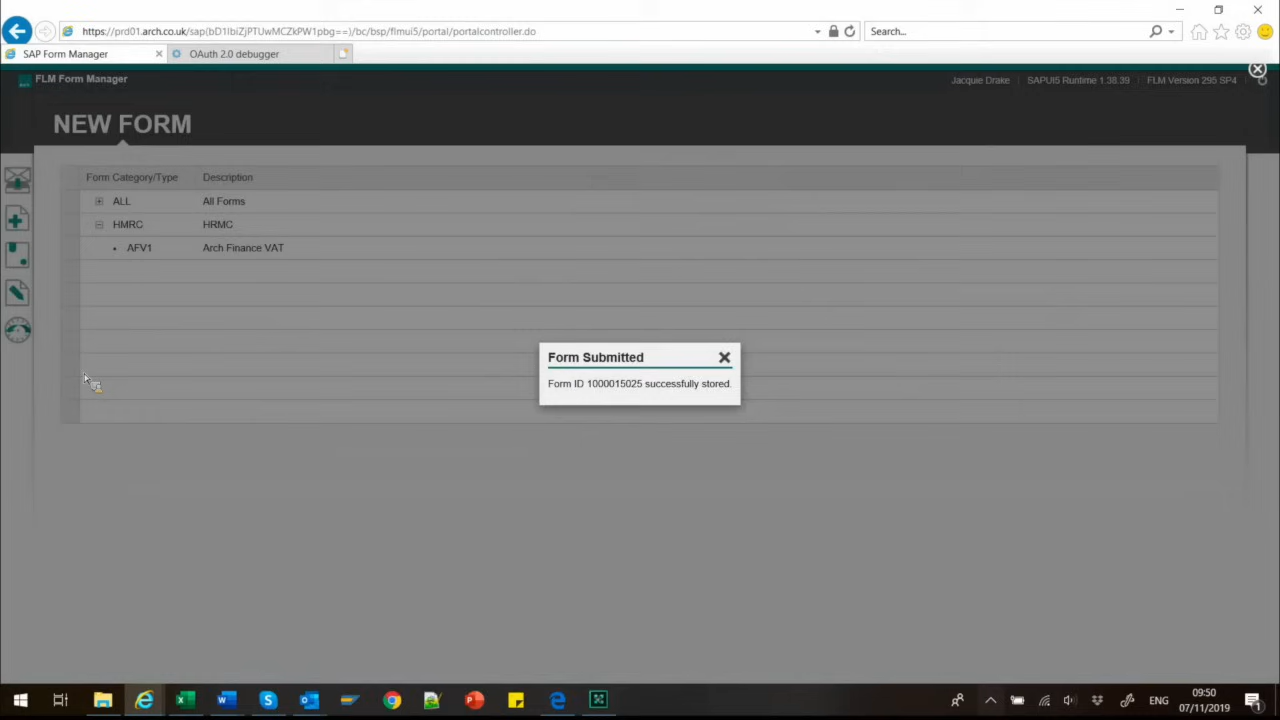 https://prd01.arch.co.uk/sap(bD1lbiZjPTUwMCZkPW1pbg==)/bc/bsp/flmui5/portal/portalcontroller.do
Search...
SAP Form Manager
OAuth 2.0 debugger
FLM Form Manager
Jacquie Drake
SAPUI5 Runtime 1.38.39
FLM Version 295 SP4
NEW FORM
Form Category/Type
Description
ALL
All Forms
HMRC
HRMC
AFV1
Arch Finance VAT
Form Submitted
Form ID 1000015025 successfully stored.
ENG
09:50
07/11/2019
1